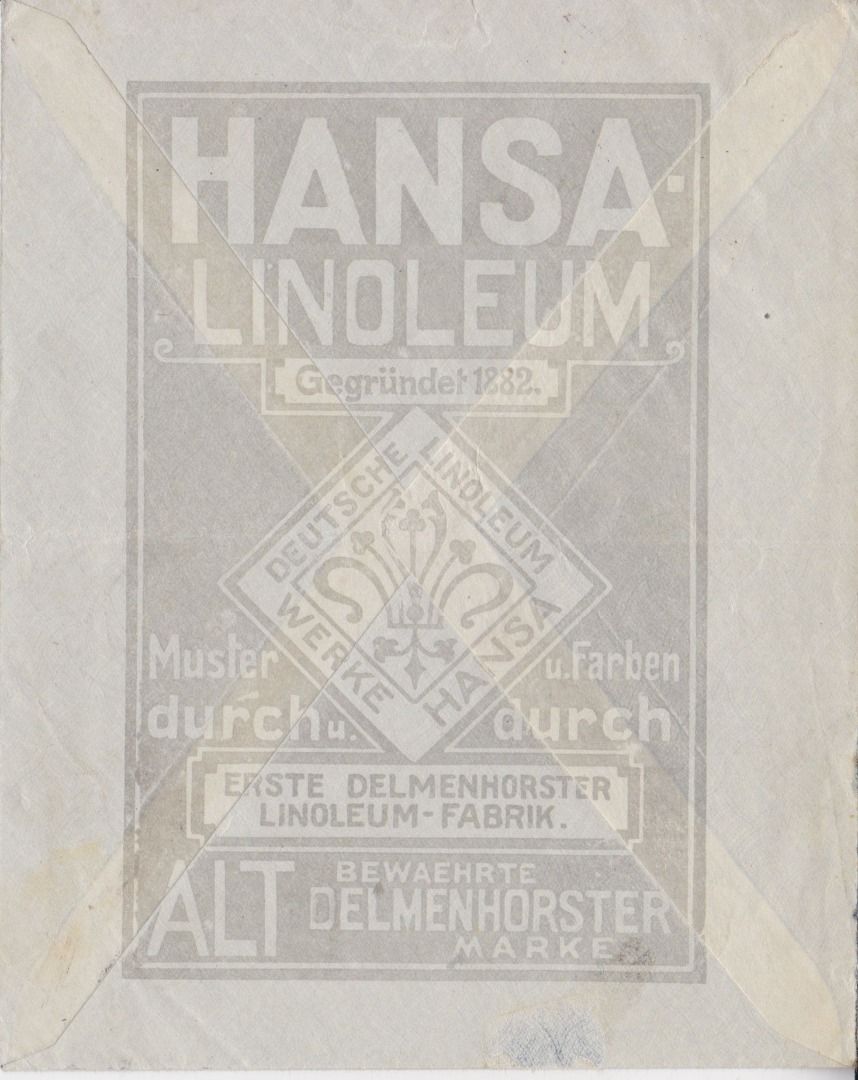 HANSA-
LINOLEUM
Gegründet 1882.
DEUTSCHE LINOLEUM
WERKE HANSA
Muster u. Farben
durch u. durch
ERSTE DELMENHORSTER
LINOLEUM-FABRIK.
ALT BEWAEHRTE
DELMENHORSTER
MARKE